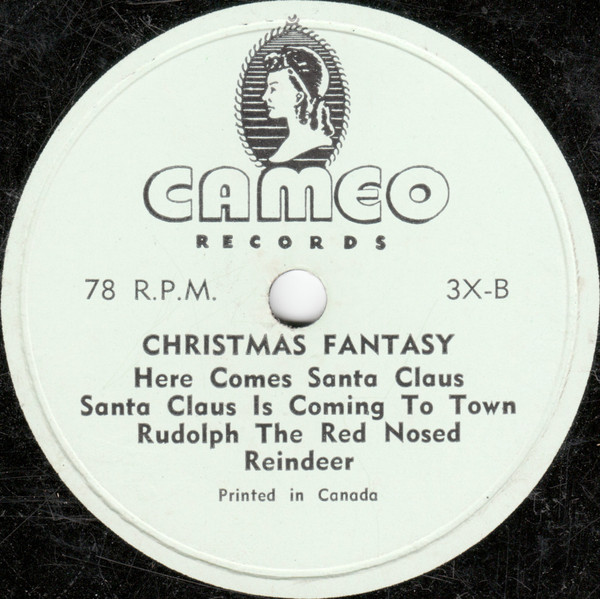 CAMEO
RECORDS
78 R.P.M. 3X-B
CHRISTMAS FANTASY
Here Comes Santa Claus
Santa Claus Is Coming To Town
Rudolph The Red Nosed
Reindeer
Printed in Canada